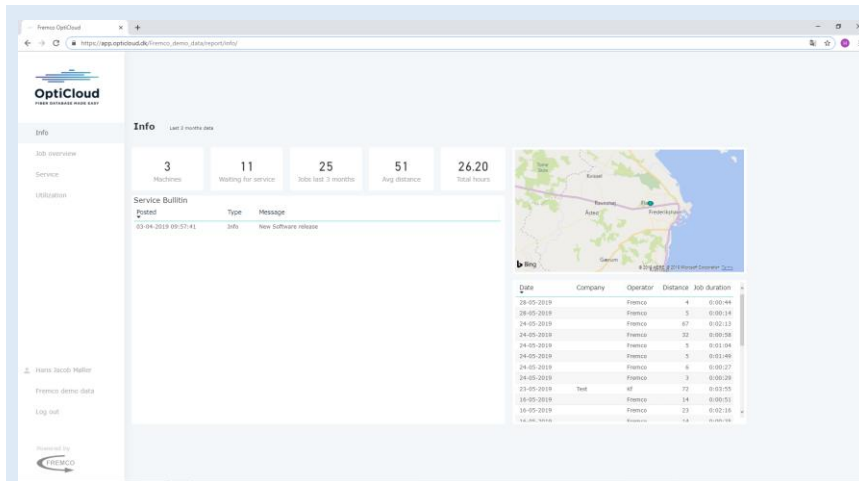 Fremco OptiCloud
https://app.opticloud.dk/fremco_demo_data/report/info/
OptiCloud
FIBER DATABASE MADE EASY
Info
Job overview
Service
Utilization
Hans Jacob Møller
Fremco demo data
Log out
Powered by
FREMCO
Info Last 3 months data
3 11 25 51 26.20
Machines Waiting for service Jobs last 3 months Avg distance Total hours
Service Bullitin
Posted Type Message
03-04-2019 09:57:41 Info New Software release
Ravnshøj
Åsted
Frederikshavn
Gærum
Bing
Terms
Date Company Operator Distance Job duration
28-05-2019 Fremco 4 0:00:44
28-05-2019 Fremco 5 0:00:14
24-05-2019 Fremco 67 0:02:13
24-05-2019 Fremco 32 0:00:58
24-05-2019 Fremco 5 0:01:04
24-05-2019 Fremco 5 0:01:49
24-05-2019 Fremco 6 0:00:27
24-05-2019 Fremco 3 0:00:29
23-05-2019 Test 72 0:03:55
16-05-2019 Fremco 14 0:00:51
16-05-2019 Fremco 23 0:02:16